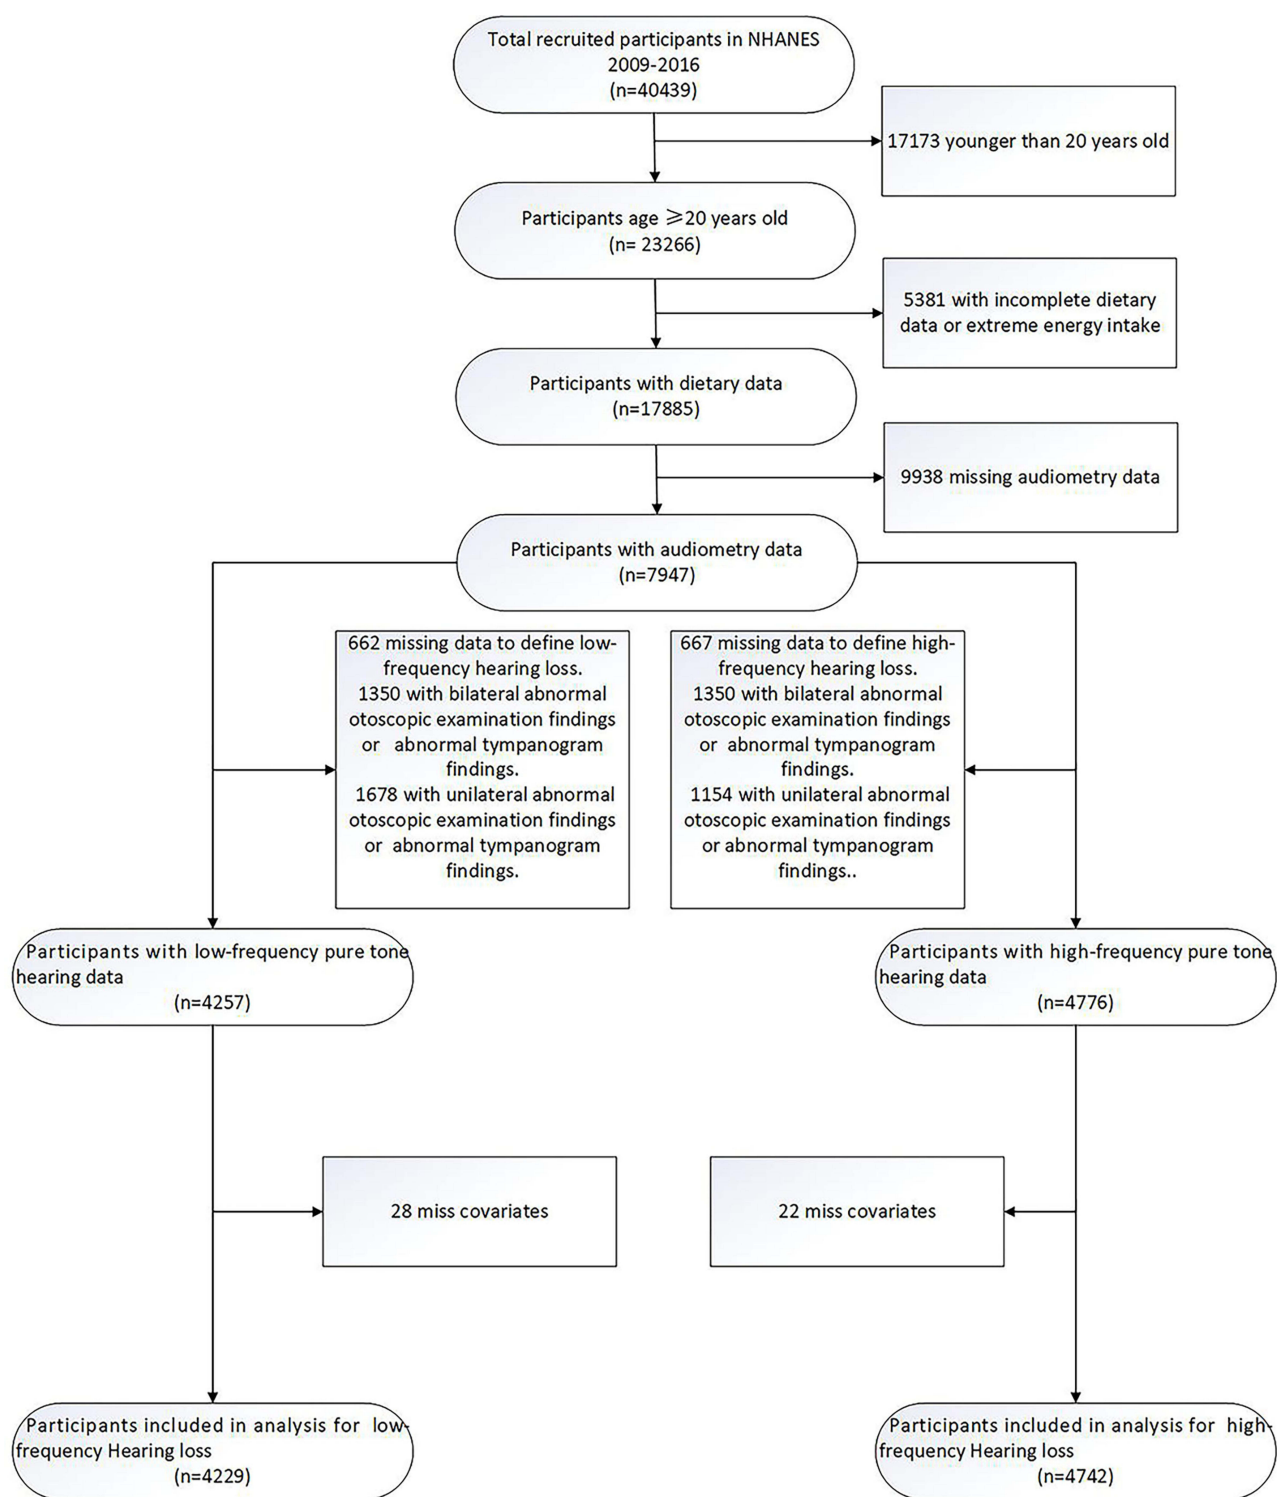 Total recruited participants in NHANES
2009-2016
(n=40439)
17173 younger than 20 years old
Participants age ⩾20 years old
(n= 23266)
5381 with incomplete dietary
data or extreme energy intake
Participants with dietary data
(n=17885)
9938 missing audiometry data
Participants with audiometry data
(n=7947)
662 missing data to define low-
frequency hearing loss.
1350 with bilateral abnormal
otoscopic examination findings
or abnormal tympanogram
findings.
1678 with unilateral abnormal
otoscopic examination findings
or abnormal tympanogram
findings.
667 missing data to define high-
frequency hearing loss.
1350 with bilateral abnormal
otoscopic examination findings
or abnormal tympanogram
findings.
1154 with unilateral abnormal
otoscopic examination findings
or abnormal tympanogram
findings..
Participants with low-frequency pure tone
hearing data
(n=4257)
Participants with high-frequency pure tone
hearing data
(n=4776)
28 miss covariates
22 miss covariates
Participants included in analysis for low-
frequency Hearing loss
(n=4229)
Participants included in analysis for high-
frequency Hearing loss
(n=4742)